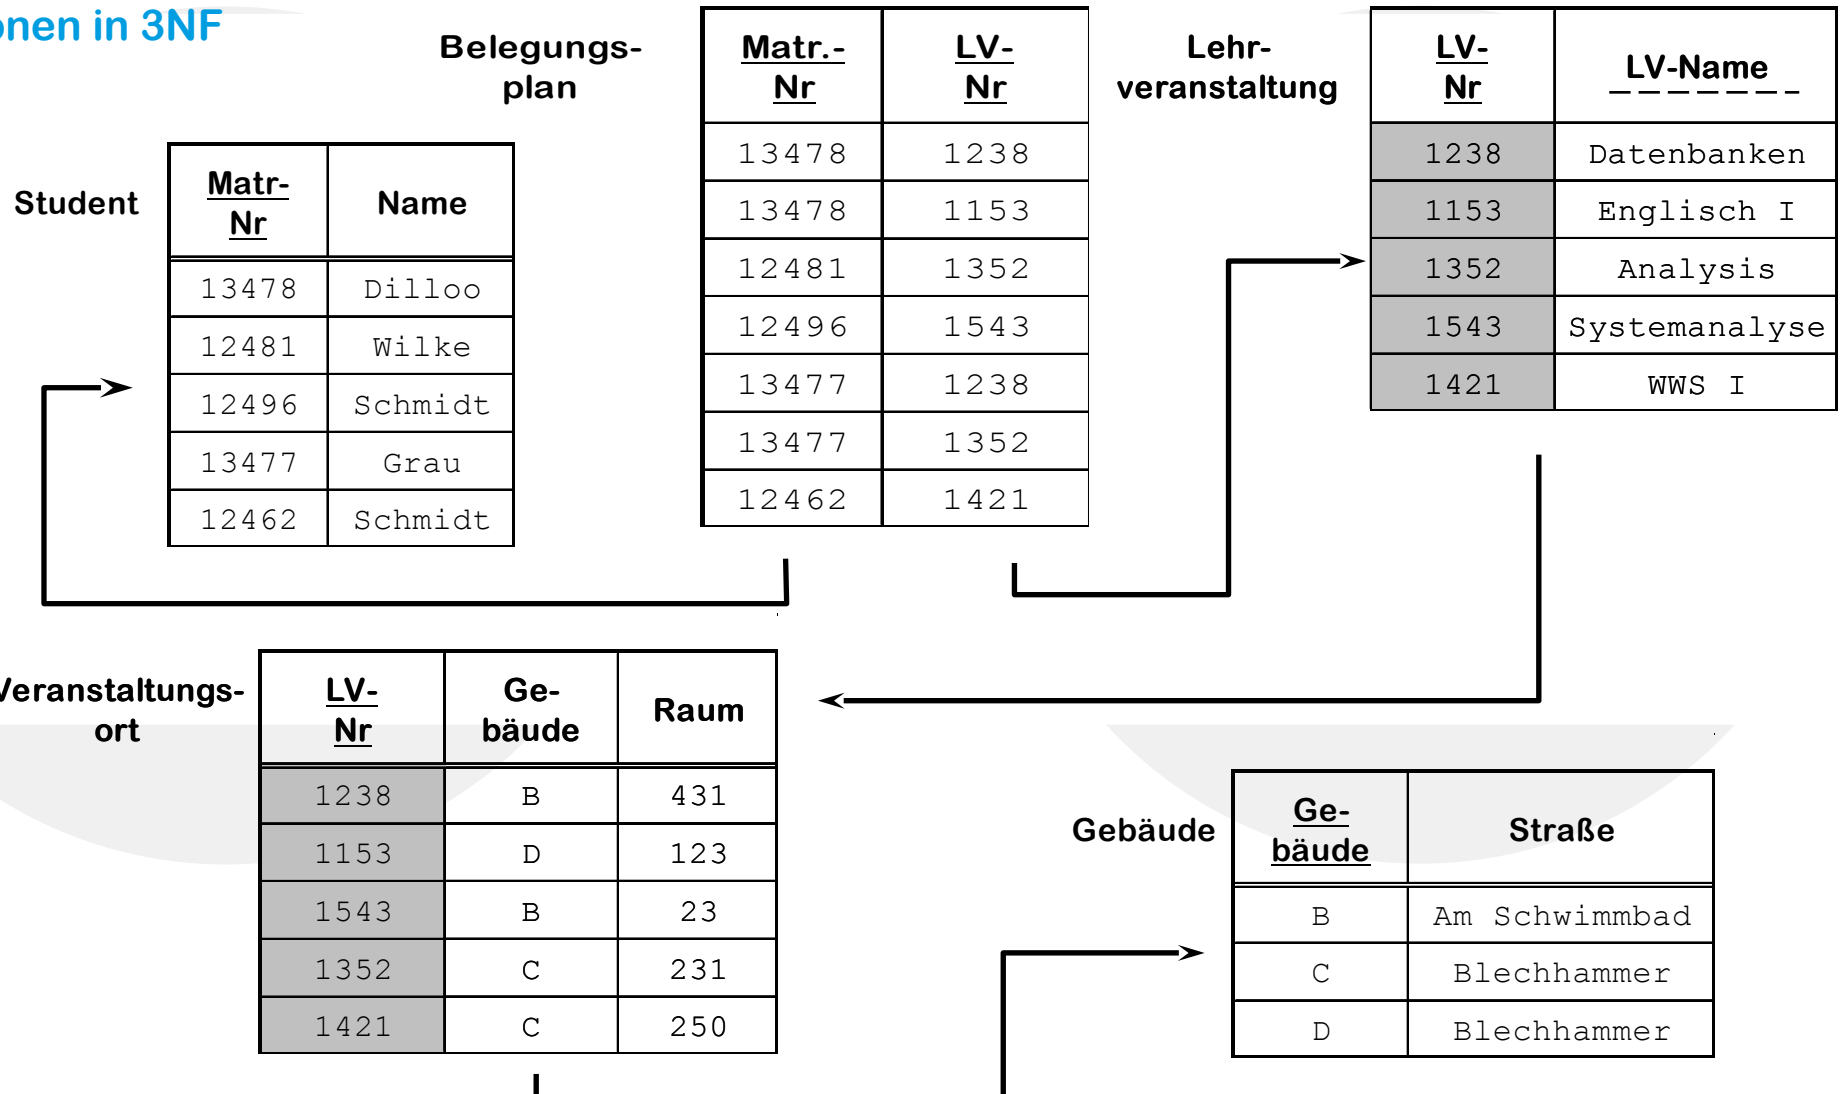 onen in 3NF
Belegungs-
plan
Matr.-
Nr
LV-
Nr
13478 1238
13478 1153
12481 1352
12496 1543
13477 1238
13477 1352
12462 1421
Lehr-
veranstaltung
LV-
Nr
LV-Name
1238 Datenbanken
1153 Englisch I
1352 Analysis
1543 Systemanalyse
1421 WWS I
Student
Matr-
Nr
Name
13478 Dilloo
12481 Wilke
12496 Schmidt
13477 Grau
12462 Schmidt
Veranstaltungs-
ort
LV-
Nr
Ge-
bäude
Raum
1238 B 431
1153 D 123
1543 B 23
1352 C 231
1421 C 250
Gebäude
Ge-
bäude
Straße
B Am Schwimmbad
C Blechhammer
D Blechhammer